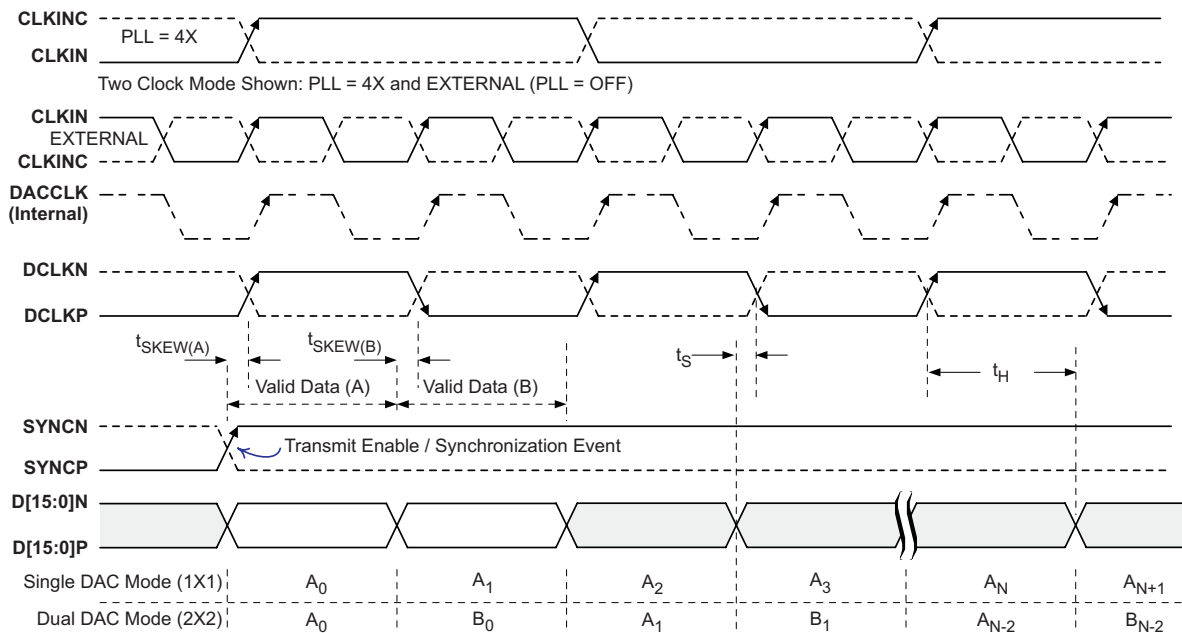 CLKINC
PLL = 4X
CLKIN
Two Clock Mode Shown: PLL = 4X and EXTERNAL (PLL = OFF)
CLKIN
EXTERNAL
CLKINC
DACCLK
(Internal)
DCLKN
DCLKP
tSKEW(A) tSKEW(B) tS tH
Valid Data (A) Valid Data (B)
SYNCN
Transmit Enable / Synchronization Event
SYNCP
D[15:0]N
D[15:0]P
Single DAC Mode (1X1) A0 A1 A2 A3 AN AN+1
Dual DAC Mode (2X2) A0 B0 A1 B1 AN-2 BN-2